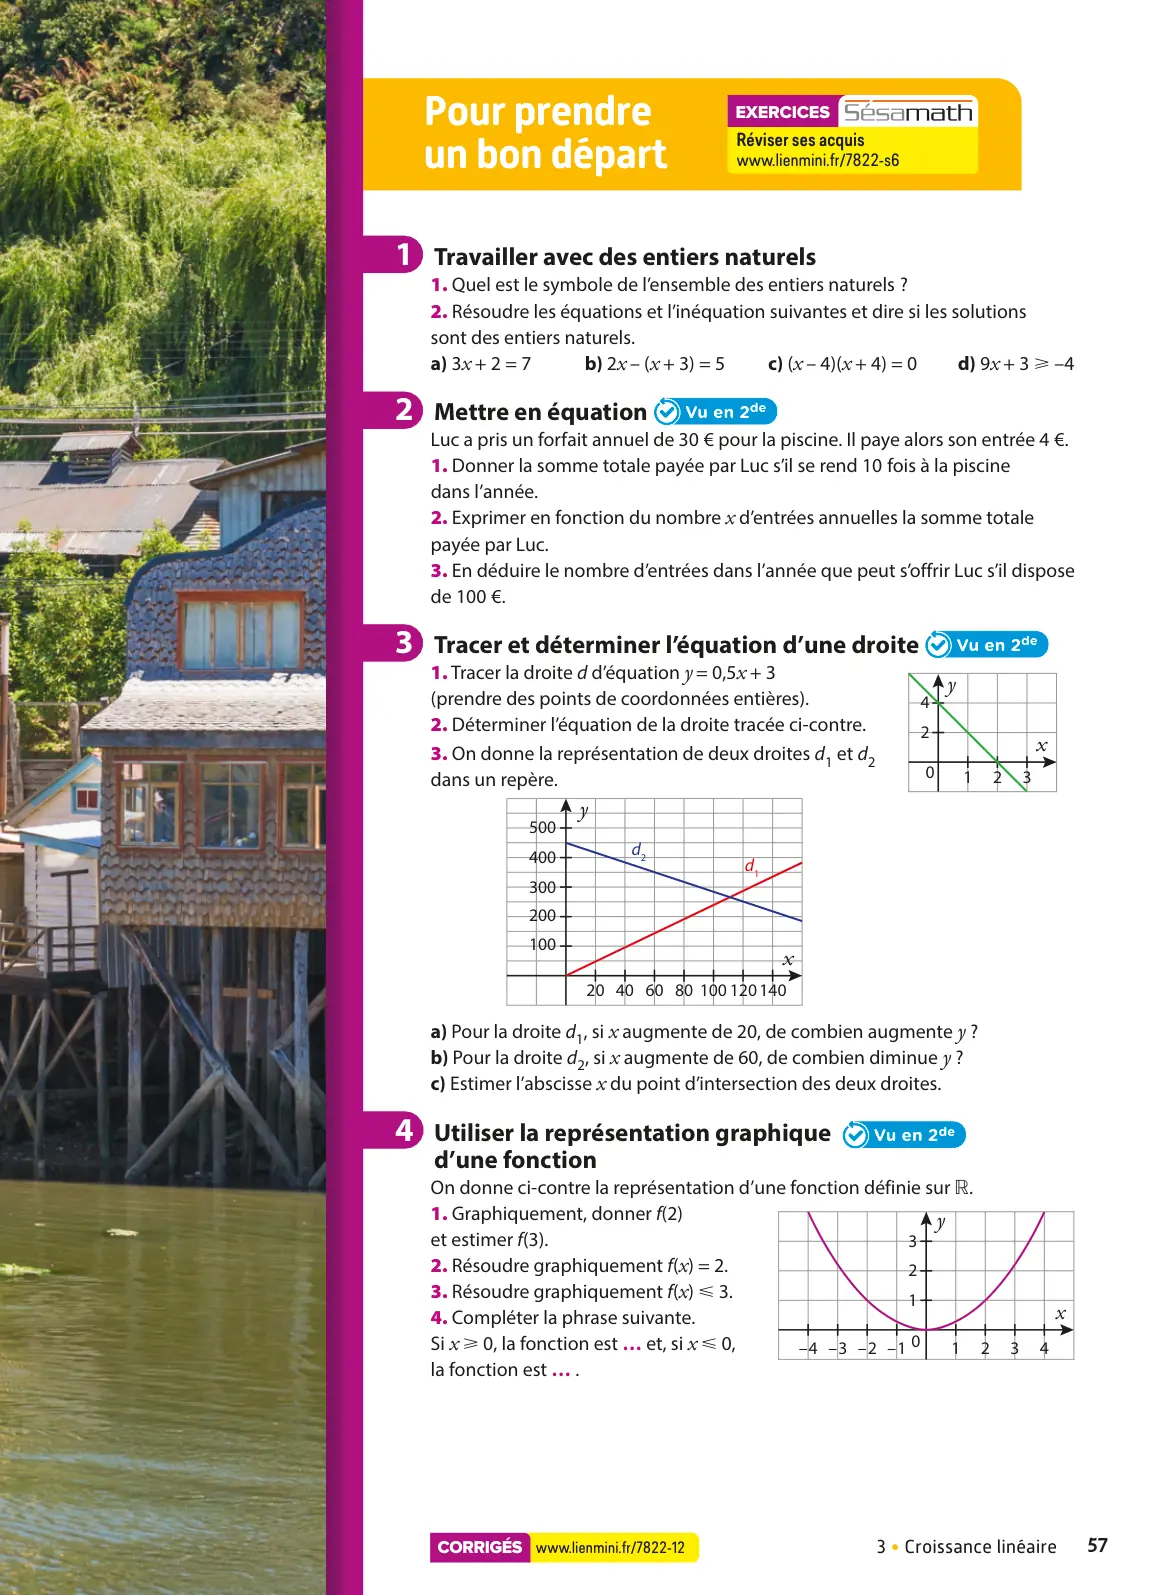 Pour prendre
un bon départ
EXERCICES Sésamath
Réviser ses acquis
www.lienmini.fr/7822-s6
1 Travailler avec des entiers naturels
1. Quel est le symbole de l’ensemble des entiers naturels ?
2. Résoudre les équations et l’inéquation suivantes et dire si les solutions
sont des entiers naturels.
a) 3x + 2 = 7 b) 2x – (x + 3) = 5 c) (x – 4)(x + 4) = 0 d) 9x + 3 ⩾ –4
2 Mettre en équation Vu en 2de
Luc a pris un forfait annuel de 30 € pour la piscine. Il paye alors son entrée 4 €.
1. Donner la somme totale payée par Luc s’il se rend 10 fois à la piscine
dans l’année.
2. Exprimer en fonction du nombre x d’entrées annuelles la somme totale
payée par Luc.
3. En déduire le nombre d’entrées dans l’année que peut s’offrir Luc s’il dispose
de 100 €.
3 Tracer et déterminer l’équation d’une droite Vu en 2de
1. Tracer la droite d d’équation y = 0,5x + 3
(prendre des points de coordonnées entières).
2. Déterminer l’équation de la droite tracée ci-contre.
3. On donne la représentation de deux droites d1 et d2
dans un repère.
y
4
2
x
0 1 2 3
y
500
400
300
200
100
d2
d1
x
20 40 60 80 100 120 140
a) Pour la droite d1, si x augmente de 20, de combien augmente y ?
b) Pour la droite d2, si x augmente de 60, de combien diminue y ?
c) Estimer l’abscisse x du point d’intersection des deux droites.
4 Utiliser la représentation graphique Vu en 2de
d’une fonction
On donne ci-contre la représentation d’une fonction définie sur ℝ.
1. Graphiquement, donner f(2)
et estimer f(3).
2. Résoudre graphiquement f(x) = 2.
3. Résoudre graphiquement f(x) ⩽ 3.
4. Compléter la phrase suivante.
Si x ⩾ 0, la fonction est … et, si x ⩽ 0,
la fonction est … .
y
3
2
1
x
–4 –3 –2 –1 0 1 2 3 4
CORRIGÉS www.lienmini.fr/7822-12
3 • Croissance linéaire 57